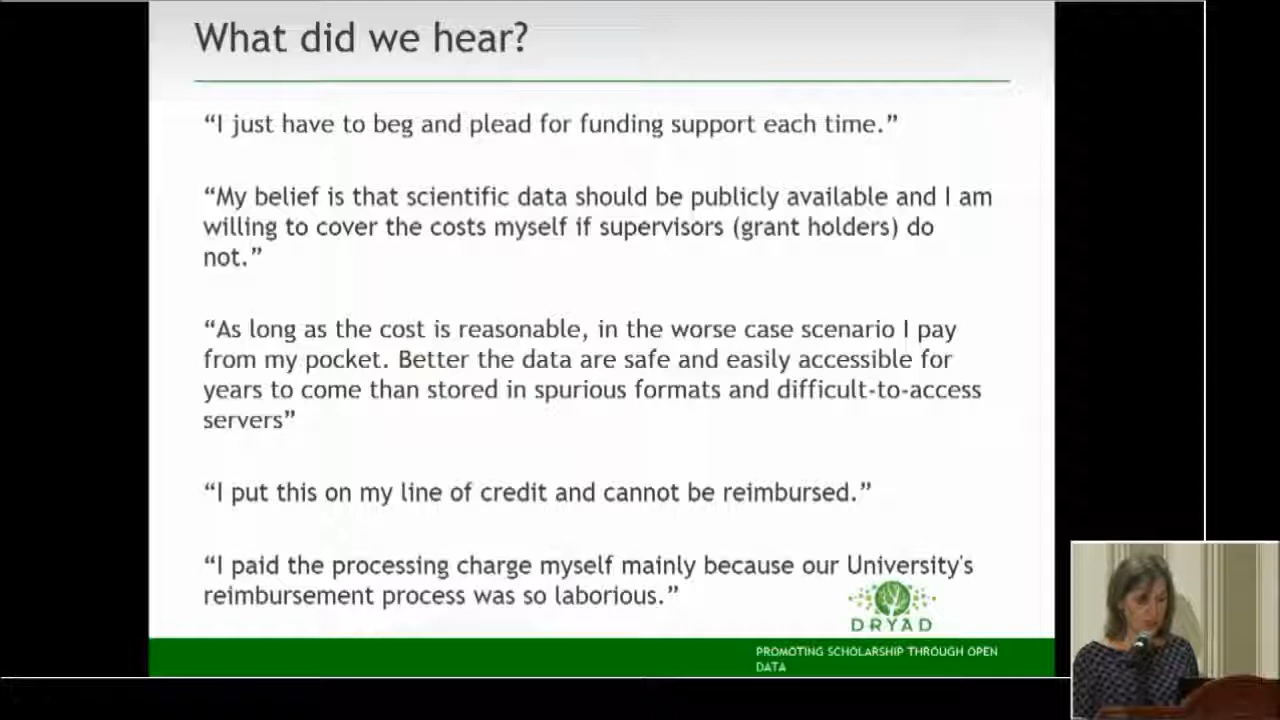 What did we hear?
“I just have to beg and plead for funding support each time.”
“My belief is that scientific data should be publicly available and I am
willing to cover the costs myself if supervisors (grant holders) do
not.”
“As long as the cost is reasonable, in the worse case scenario I pay
from my pocket. Better the data are safe and easily accessible for
years to come than stored in spurious formats and difficult-to-access
servers”
“I put this on my line of credit and cannot be reimbursed.”
“I paid the processing charge myself mainly because our University's
reimbursement process was so laborious.”
DRYAD
PROMOTING SCHOLARSHIP THROUGH OPEN
DATA